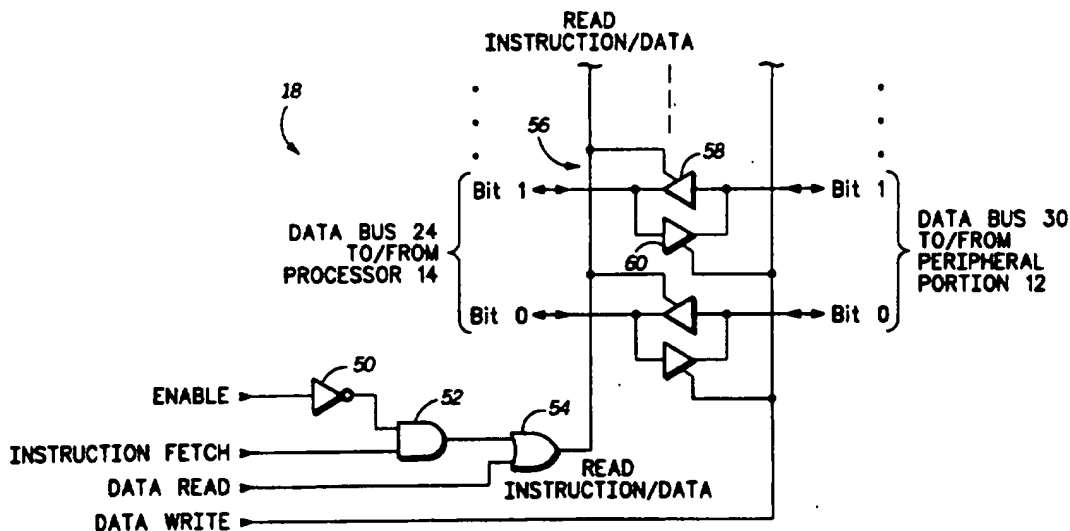 READ
INSTRUCTION/DATA
18
56
58
Bit 1
Bit 1
DATA BUS 24
TO/FROM
PROCESSOR 14
DATA BUS 30
TO/FROM
PERIPHERAL
PORTION 12
60
Bit 0
Bit 0
50
ENABLE
52
54
INSTRUCTION FETCH
READ
INSTRUCTION/DATA
DATA READ
DATA WRITE